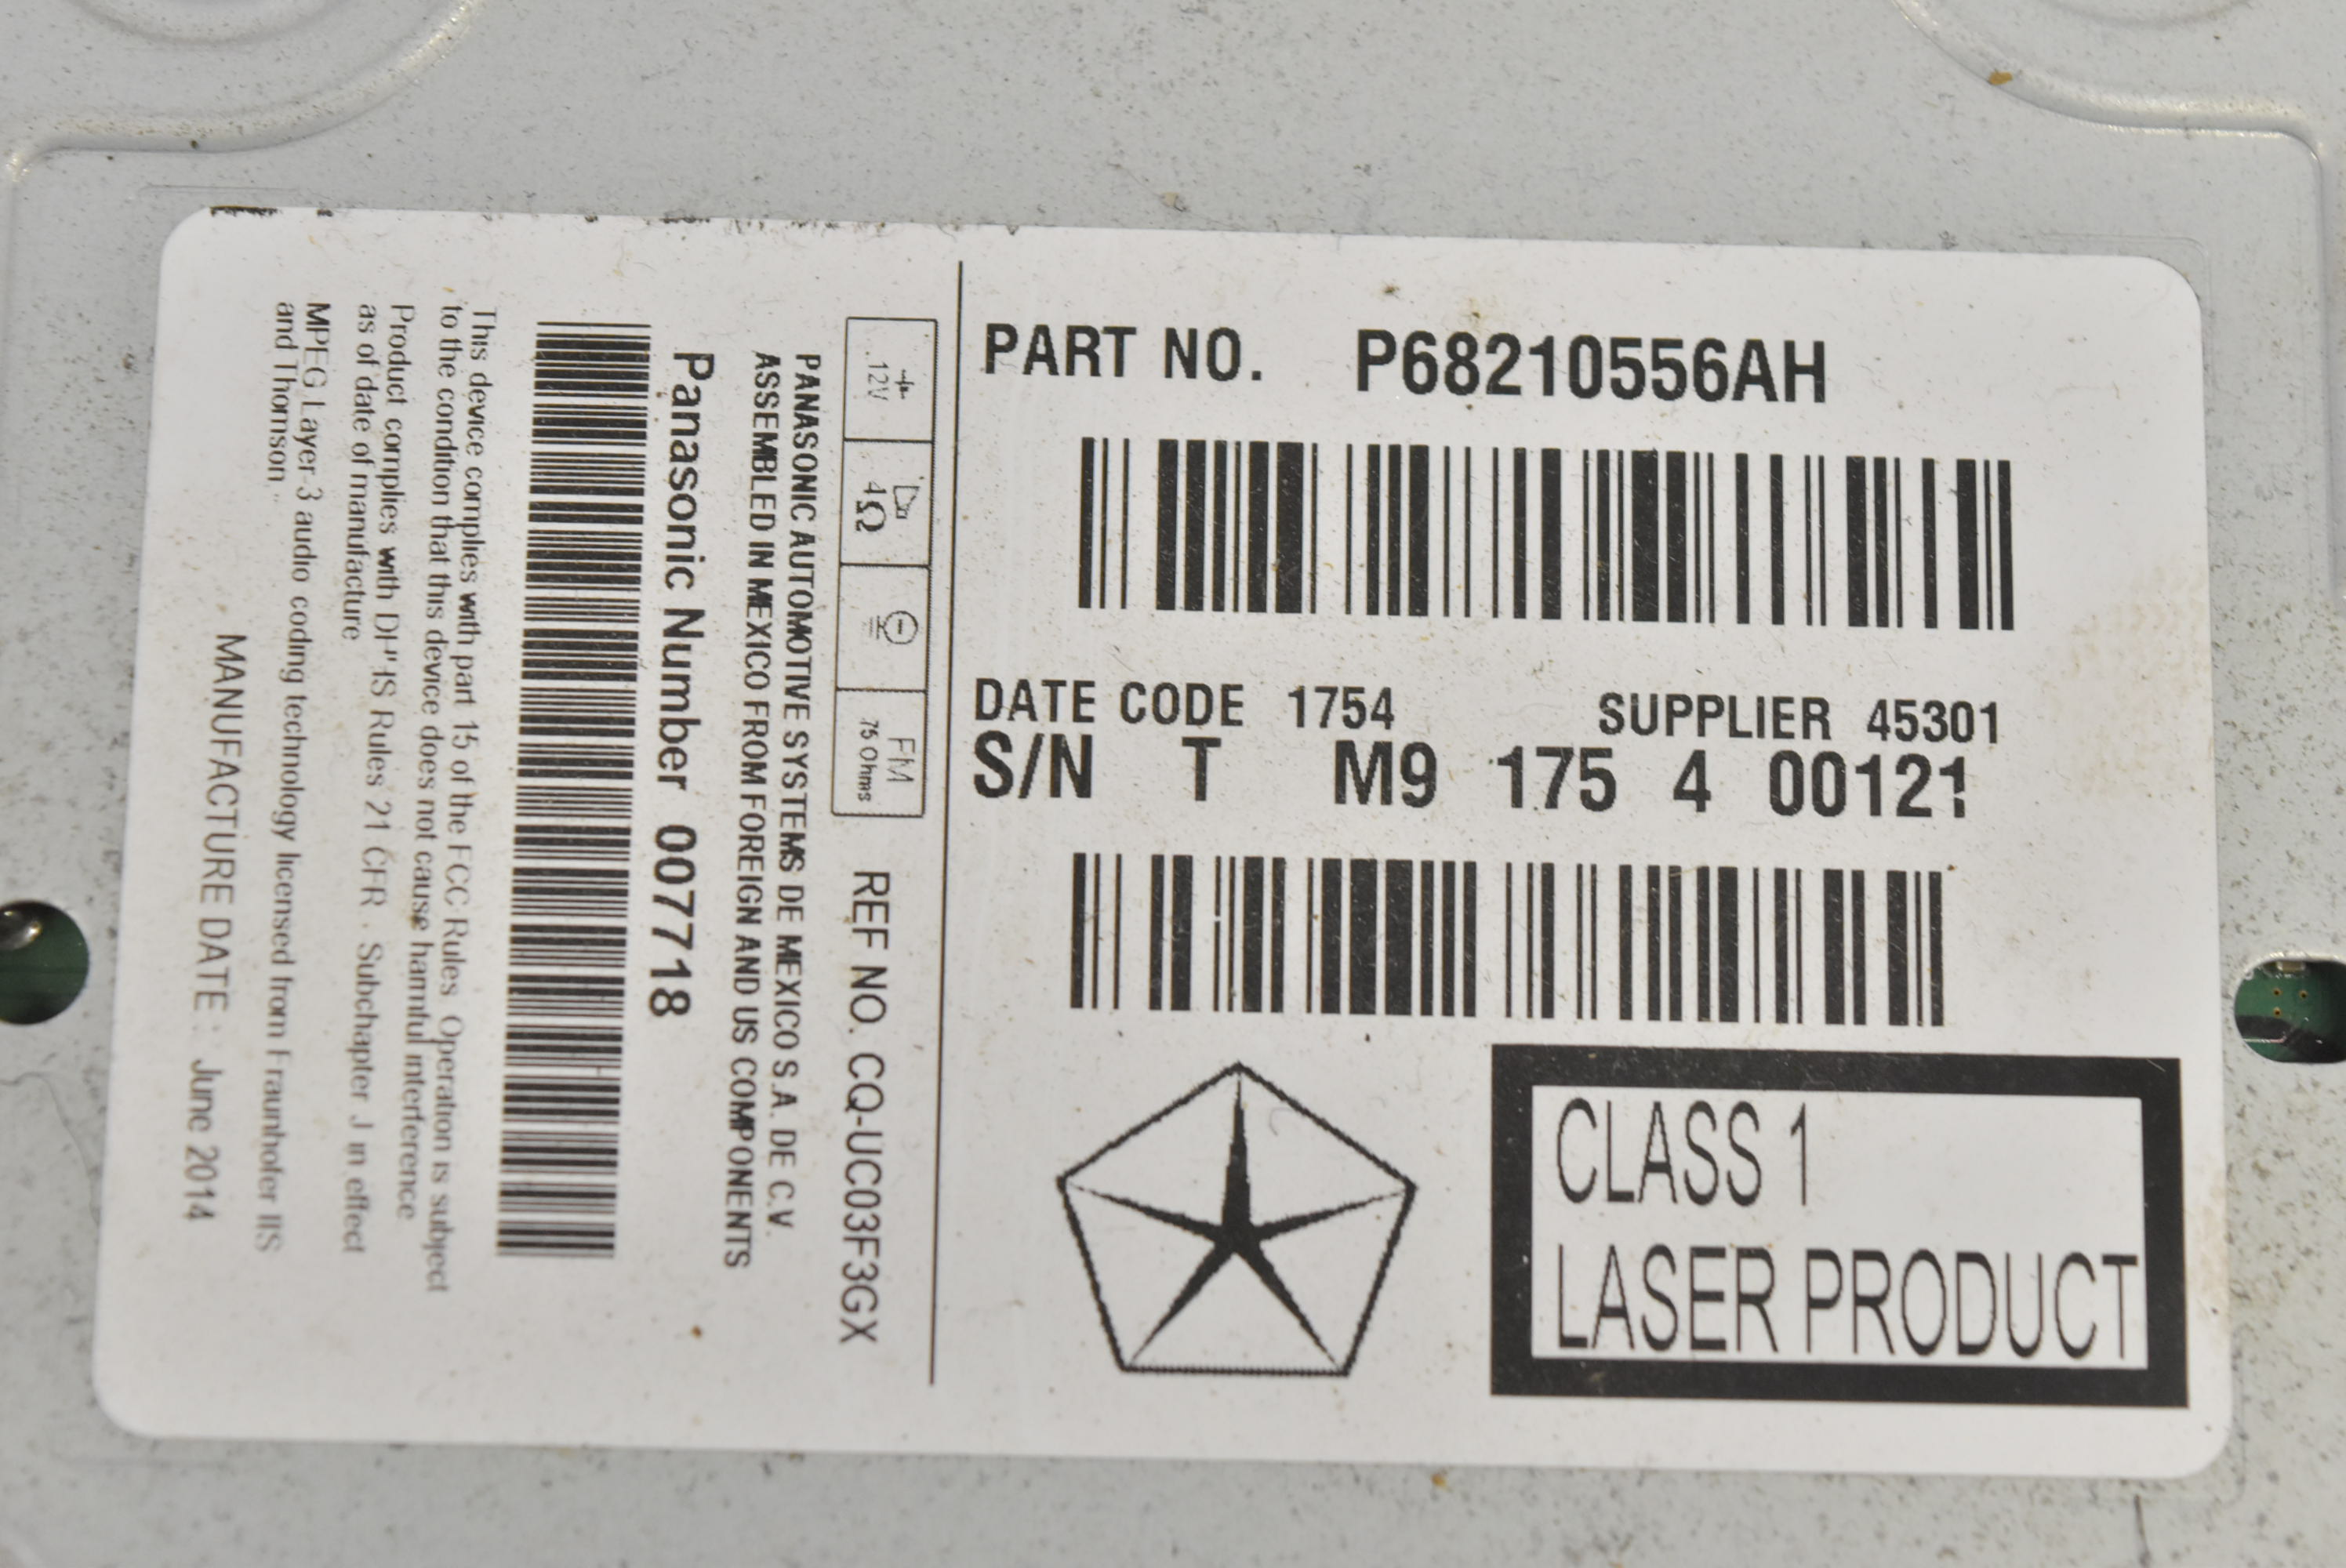 PART NO. P68210556AH
DATE CODE 1754 SUPPLIER 45301
S/N T M9 175 4 00121
CLASS 1
LASER PRODUCT
12V
4Ω
FM
75 Ohms
REF NO. CQ-UC03F3GX
PANASONIC AUTOMOTIVE SYSTEMS DE MEXICO S.A. DE C.V.
ASSEMBLED IN MEXICO FROM FOREIGN AND US COMPONENTS
Panasonic Number 007718
This device complies with part 15 of the FCC Rules Operation is subject
to the condition that this device does not cause harmful interference
Product complies with DHHS Rules 21 CFR . Subchapter J in effect
as of date of manufacture
MPEG Layer-3 audio coding technology licensed from Fraunhofer IIS
and Thomson
MANUFACTURE DATE : June 2014